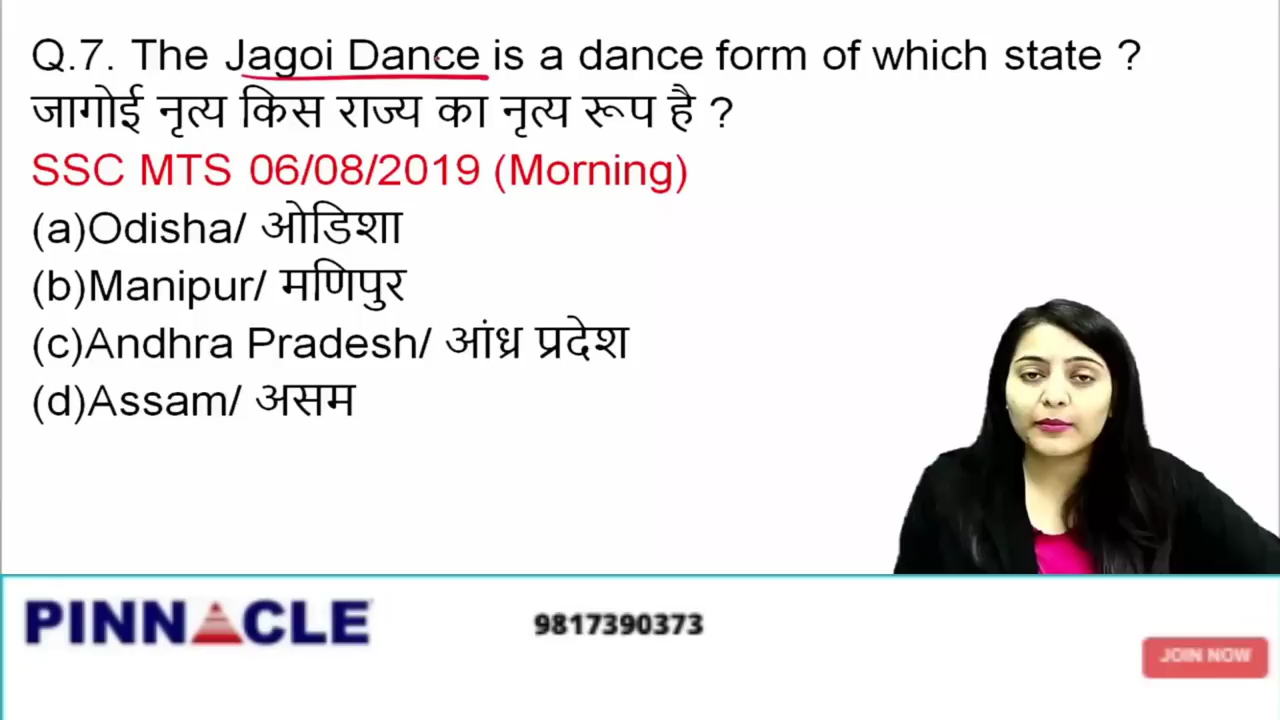 Q.7. The Jagoi Dance is a dance form of which state ?
जागोई नृत्य किस राज्य का नृत्य रूप है ?
SSC MTS 06/08/2019 (Morning)
(a)Odisha/ ओडिशा
(b)Manipur/ मणिपुर
(c)Andhra Pradesh/ आंध्र प्रदेश
(d)Assam/ असम
PINNACLE
9817390373
JOIN NOW